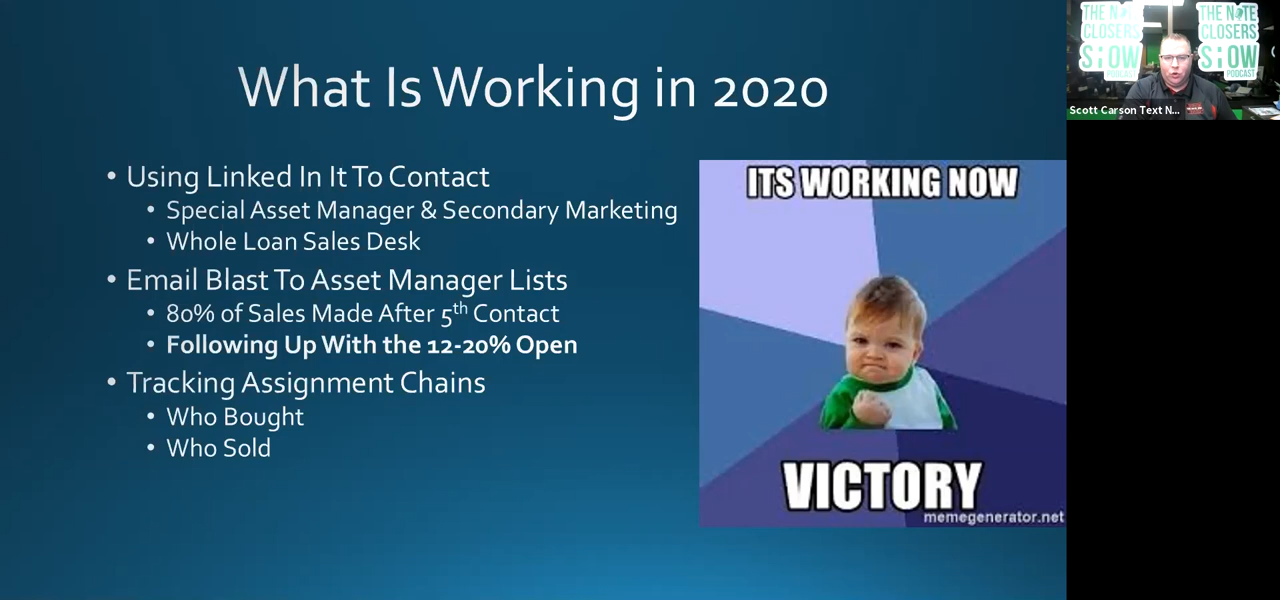 What Is Working in 2020
• Using Linked In It To Contact
• Special Asset Manager & Secondary Marketing
• Whole Loan Sales Desk
• Email Blast To Asset Manager Lists
• 80% of Sales Made After 5th Contact
• Following Up With the 12-20% Open
• Tracking Assignment Chains
• Who Bought
• Who Sold
ITS WORKING NOW
VICTORY
memegenerator.net
THE NOTE
CLOSERS
SHOW
PODCAST
THE NOTE
CLOSERS
SHOW
PODCAST
Scott Carson Text N...